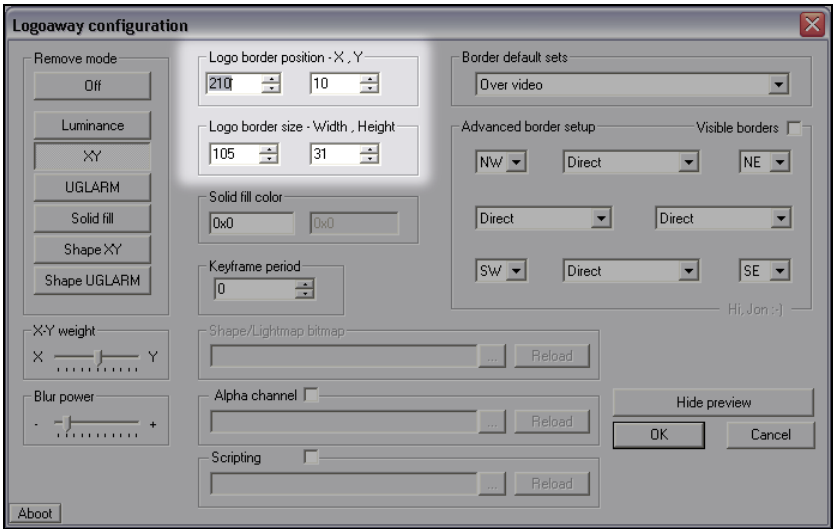 Logoaway configuration
Remove mode
Off
Luminance
XY
UGLARM
Solid fill
Shape XY
Shape UGLARM
X-Y weight
X Y
Blur power
- +
Aboot
Logo border position - X , Y
210 10
Logo border size - Width , Height
105 31
Solid fill color
0x0 0x0
Keyframe period
0
Shape/Lightmap bitmap
... Reload
Alpha channel
... Reload
Scripting
... Reload
Border default sets
Over video
Advanced border setup Visible borders
NW Direct NE
Direct Direct
SW Direct SE
Hi, Jon :-)
Hide preview
OK Cancel